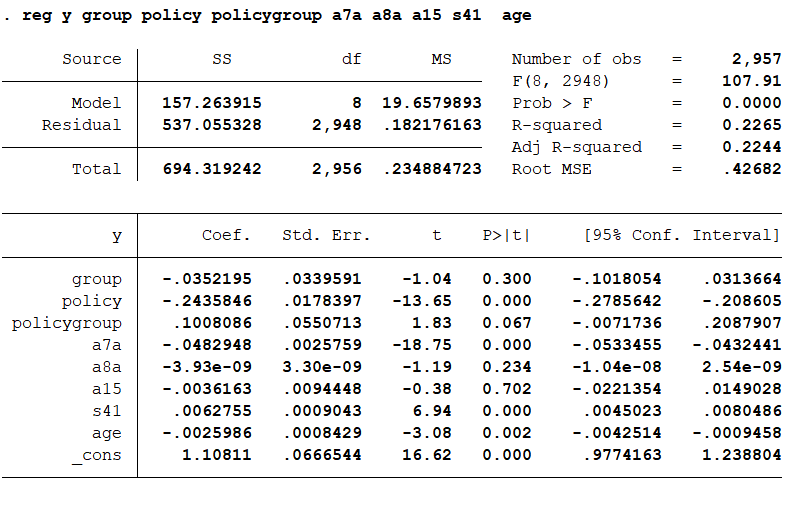 . reg y group policy policygroup a7a a8a a15 s41  age
Source SS df MS Number of obs = 2,957
F(8, 2948) = 107.91
Model 157.263915 8 19.6579893 Prob > F = 0.0000
Residual 537.055328 2,948 .182176163 R-squared = 0.2265
Adj R-squared = 0.2244
Total 694.319242 2,956 .234884723 Root MSE = .42682
y Coef. Std. Err. t P>|t| [95% Conf. Interval]
group -.0352195 .0339591 -1.04 0.300 -.1018054 .0313664
policy -.2435846 .0178397 -13.65 0.000 -.2785642 -.208605
policygroup .1008086 .0550713 1.83 0.067 -.0071736 .2087907
a7a -.0482948 .0025759 -18.75 0.000 -.0533455 -.0432441
a8a -3.93e-09 3.30e-09 -1.19 0.234 -1.04e-08 2.54e-09
a15 -.0036163 .0094448 -0.38 0.702 -.0221354 .0149028
s41 .0062755 .0009043 6.94 0.000 .0045023 .0080486
age -.0025986 .0008429 -3.08 0.002 -.0042514 -.0009458
_cons 1.10811 .0666544 16.62 0.000 .9774163 1.238804